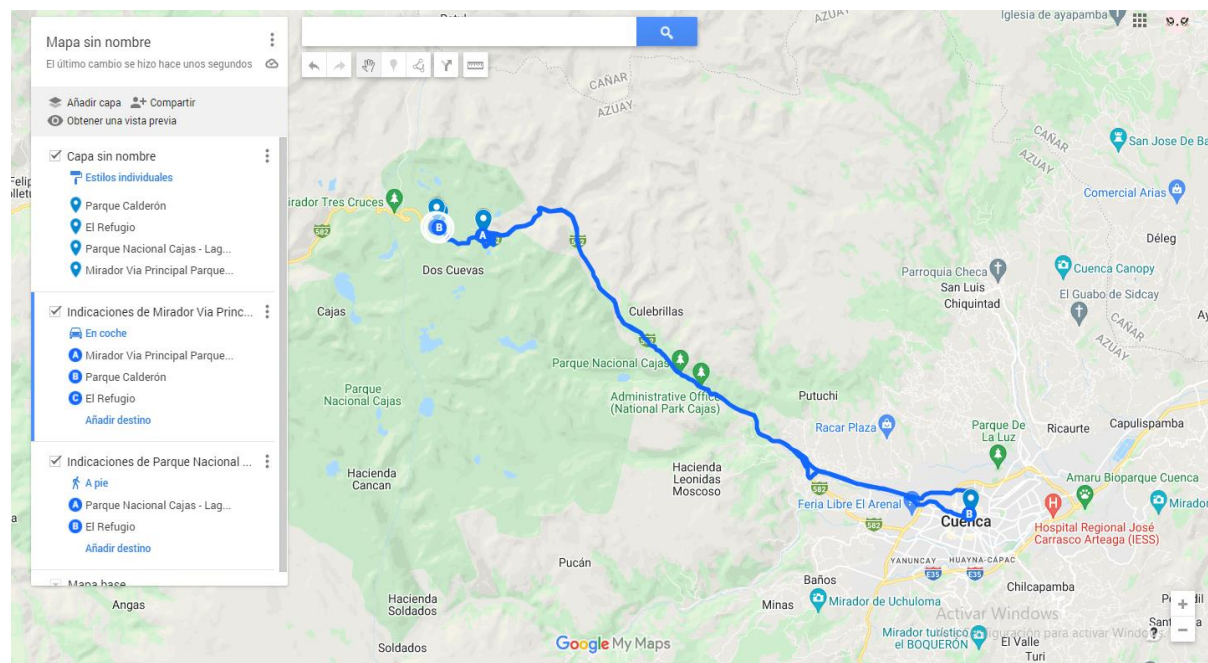 Mapa sin nombre
El último cambio se hizo hace unos segundos
Añadir capa
Compartir
Obtener una vista previa
Capa sin nombre
Estilos individuales
Parque Calderón
El Refugio
Parque Nacional Cajas - Lag...
Mirador Via Principal Parque...
Indicaciones de Mirador Via Princ...
En coche
A Mirador Via Principal Parque...
B Parque Calderón
C El Refugio
Añadir destino
Indicaciones de Parque Nacional ...
A pie
A Parque Nacional Cajas - Lag...
B El Refugio
Añadir destino
Mapa base
Iglesia de ayapamba
CAÑAR
AZUAY
CAÑAR
AZUAY
San Jose De Ba
Comercial Arias
irador Tres Cruces
582
B
A
582
Dos Cuevas
Déleg
Parroquia Checa
San Luis
Chiquintad
Cuenca Canopy
El Guabo de Sidcay
CAÑAR
AZUAY
Cajas
Culebrillas
Parque Nacional Cajas
Parque
Nacional Cajas
Administrative Office
(National Park Cajas)
Putuchi
Racar Plaza
Parque De
La Luz
Ricaurte
Capulispamba
Hacienda
Cancan
Hacienda
Leonidas
Moscoso
582
Amaru Bioparque Cuenca
Mirador
Feria Libre El Arenal
B
582
Cuenca
Hospital Regional José
Carrasco Arteaga (IESS)
YANUNCAY
HUAYNA-CAPAC
E35
E35
Pucán
Baños
Chilcapamba
Angas
Hacienda
Soldados
Minas
Mirador de Uchuloma
Activar Windows
Mirador turístico
el BOQUERÓN
El Valle
Turi
Soldados
Google My Maps